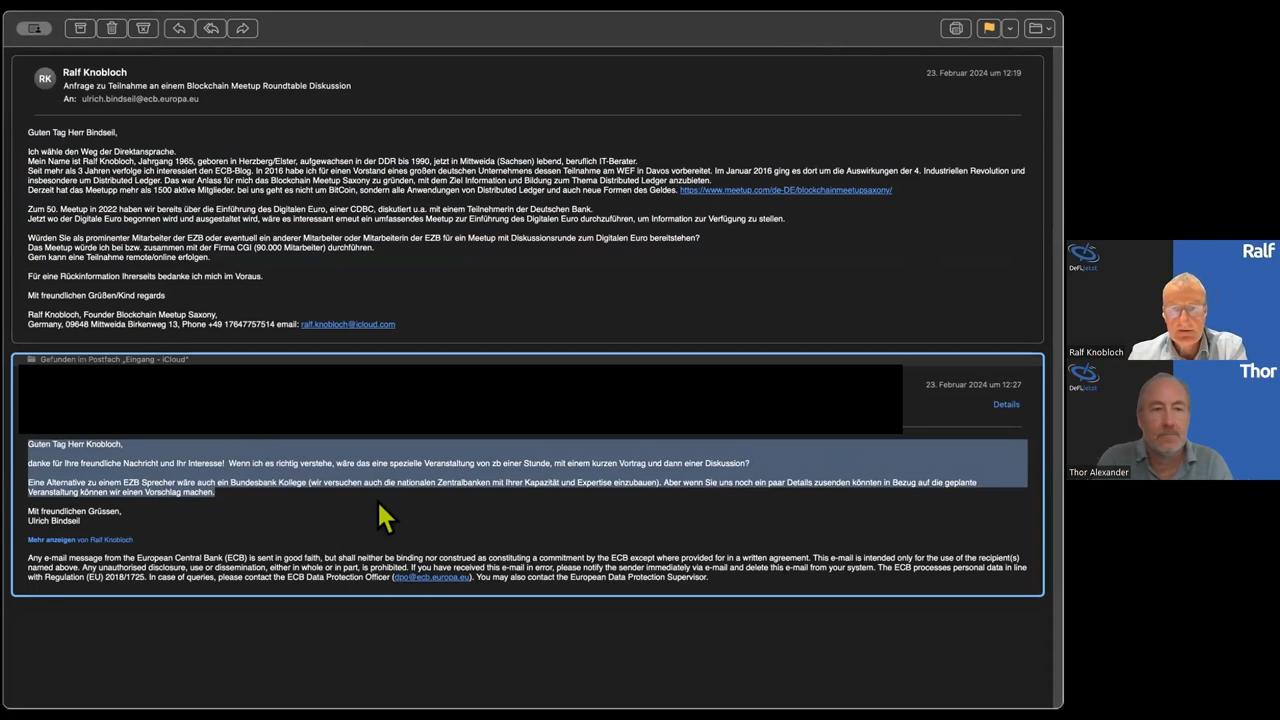 RK
Ralf Knobloch
23. Februar 2024 um 12:19
Anfrage zu Teilnahme an einem Blockchain Meetup Roundtable Diskussion
An: ulrich.bindseil@ecb.europa.eu
Guten Tag Herr Bindseil,
Ich wähle den Weg der Direktansprache.
Mein Name ist Ralf Knobloch, Jahrgang 1965, geboren in Herzberg/Elster, aufgewachsen in der DDR bis 1990, jetzt in Mittweida (Sachsen) lebend, beruflich IT-Berater.
Seit mehr als 3 Jahren verfolge ich interessiert den ECB-Blog. In 2016 habe ich für einen Vorstand eines großen deutschen Unternehmens dessen Teilnahme am WEF in Davos vorbereitet. Im Januar 2016 ging es dort um die Auswirkungen der 4. Industriellen Revolution und
insbesondere um Distributed Ledger. Das war Anlass für mich das Blockchain Meetup Saxony zu gründen, mit dem Ziel Information und Bildung zum Thema Distributed Ledger anzubieten.
Derzeit hat das Meetupp mehr als 1500 aktive Mitglieder. bei uns geht es nicht um BitCoin, sondern alle Anwendungen von Distributed Ledger und auch neue Formen des Geldes. https://www.meetup.com/de-DE/blockchainmeetupsaxony/
Zum 50. Meetup in 2022 haben wir bereits über die Einführung des Digitalen Euro, einer CDBC, diskutiert u.a. mit einem TeilnehmerIn der Deutschen Bank.
Jetzt wo der Digitale Euro begonnen wird und ausgestaltet wird, wäre es interessant erneut ein umfassendes Meetup zur Einführung des Digitalen Euro durchzuführen, um Information zur Verfügung zu stellen.
Würden Sie als prominenter Mitarbeiter der EZB oder eventuell ein anderer Mitarbeiter oder Mitarbeiterin der EZB für ein Meetup mit Diskussionsrunde zum Digitalen Euro bereitstehen?
Das Meetup würde ich bei bzw. zusammen mit der Firma CGI (90.000 Mitarbeiter) durchführen.
Gern kann eine Teilnahme remote/online erfolgen.
Für eine Rückinformation Ihrerseits bedanke ich mich im Voraus.
Mit freundlichen Grüßen/Kind regards
Ralf Knobloch, Founder Blockchain Meetup Saxony,
Germany, 09648 Mittweida Birkenweg 13, Phone +49 17647757514 email: ralf.knobloch@icloud.com
Gefunden im Postfach „Eingang - iCloud“
23. Februar 2024 um 12:27
Details
Guten Tag Herr Knobloch,
danke für Ihre freundliche Nachricht und Ihr Interesse! Wenn ich es richtig verstehe, wäre das eine spezielle Veranstaltung von zb einer Stunde, mit einem kurzen Vortrag und dann einer Diskussion?
Eine Alternative zu einem EZB Sprecher wäre auch ein Bundesbank Kollege (wir versuchen auch die nationalen Zentralbanken mit Ihrer Kapazität und Expertise einzubauen). Aber wenn Sie uns noch ein paar Details zusenden könnten in Bezug auf die geplante
Veranstaltung können wir einen Vorschlag machen.
Mit freundlichen Grüssen,
Ulrich Bindseil
Mehr anzeigen von Ralf Knobloch
Any e-mail message from the European Central Bank (ECB) is sent in good faith, but shall neither be binding nor construed as constituting a commitment by the ECB except where provided for in a written agreement. This e-mail is intended only for the use of the recipient(s)
named above. Any unauthorised disclosure, use or dissemination, either in whole or in part, is prohibited. If you have received this e-mail in error, please notify the sender immediately via e-mail and delete this e-mail from your system. The ECB processes personal data in line
with Regulation (EU) 2018/1725. In case of queries, please contact the ECB Data Protection Officer (dpo@ecb.europa.eu). You may also contact the European Data Protection Supervisor.
DeFi.jetzt
Ralf
Ralf Knobloch
DeFi.jetzt
Thor
Thor Alexander